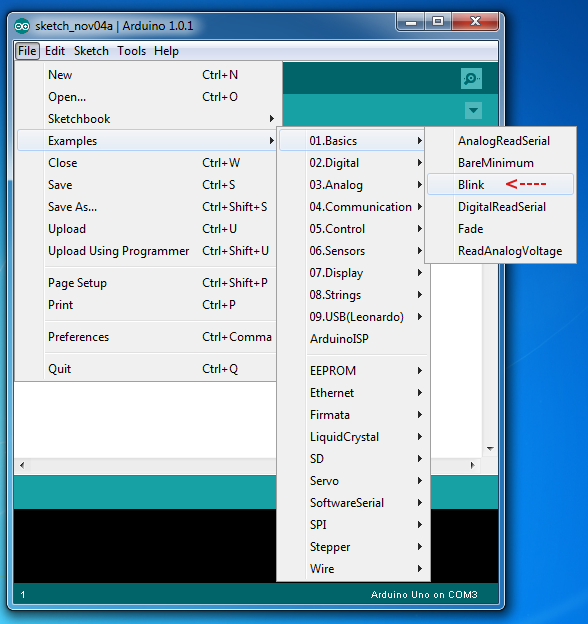 sketch_nov04a | Arduino 1.0.1
File Edit Sketch Tools Help
New Ctrl+N
Open... Ctrl+O
Sketchbook
Examples
Close Ctrl+W
Save Ctrl+S
Save As... Ctrl+Shift+S
Upload Ctrl+U
Upload Using Programmer Ctrl+Shift+U
Page Setup Ctrl+Shift+P
Print Ctrl+P
Preferences Ctrl+Comma
Quit Ctrl+Q
01.Basics
02.Digital
03.Analog
04.Communication
05.Control
06.Sensors
07.Display
08.Strings
09.USB(Leonardo)
ArduinoISP
EEPROM
Ethernet
Firmata
LiquidCrystal
SD
Servo
SoftwareSerial
SPI
Stepper
Wire
AnalogReadSerial
BareMinimum
Blink
DigitalReadSerial
Fade
ReadAnalogVoltage
1 Arduino Uno on COM3